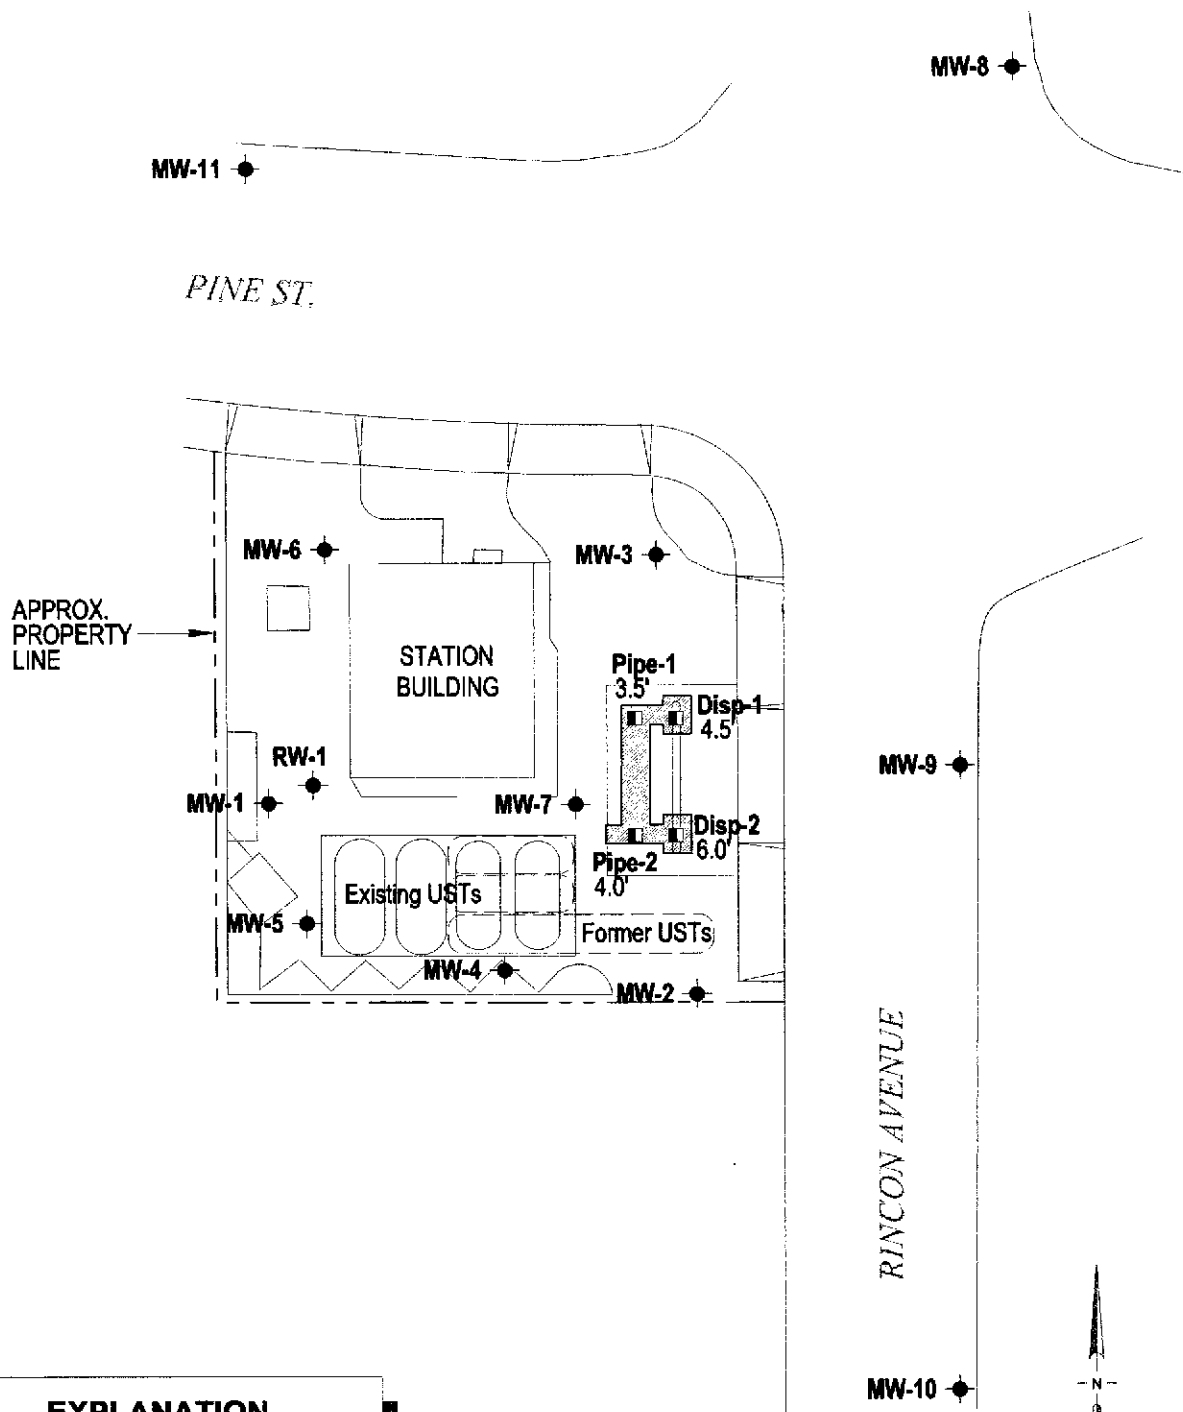 MW-8
MW-11
PINE ST.
MW-6
MW-3
APPROX.
PROPERTY
LINE
STATION
BUILDING
Pipe-1
3.5'
Disp-1
4.5'
RW-1
MW-1
MW-7
MW-9
Disp-2
6.0'
Pipe-2
4.0'
Existing USTs
MW-5
Former USTs
MW-4
MW-2
RINCON AVENUE
MW-10
N
EXPLANATION